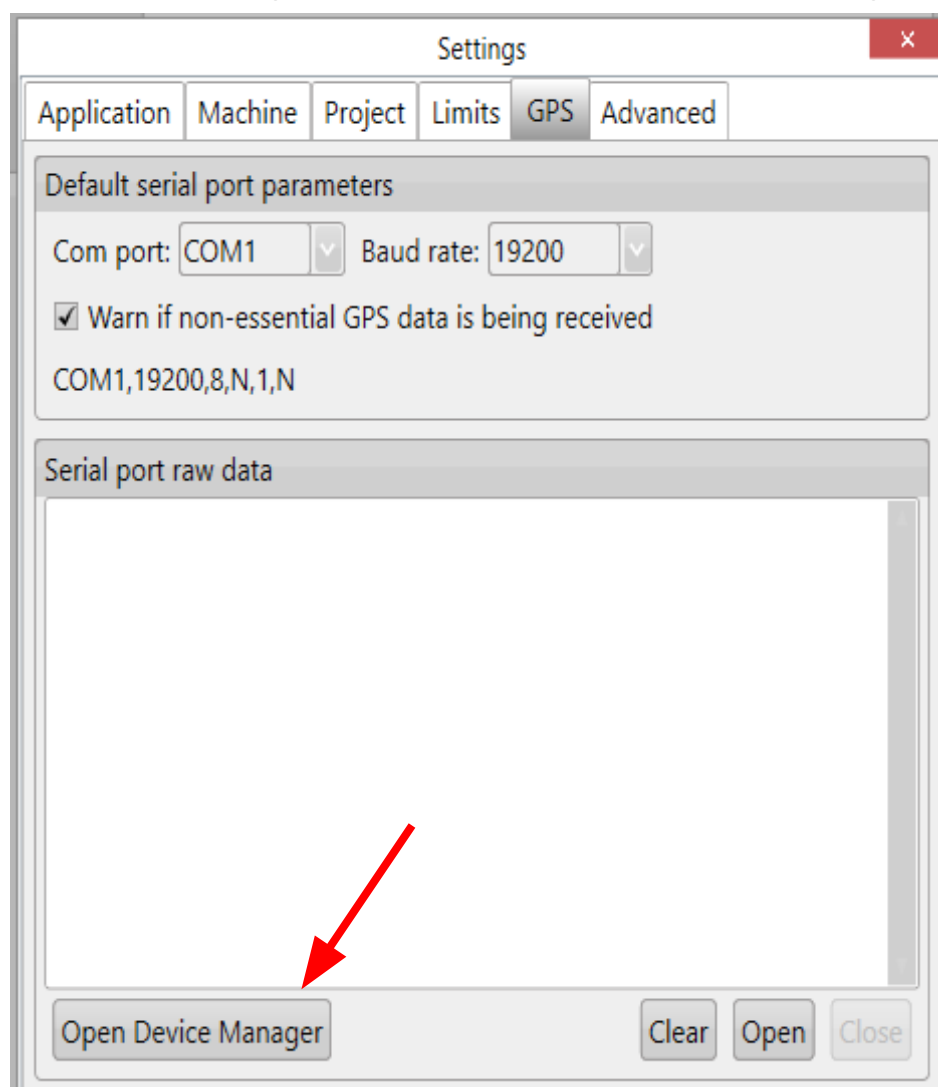 Settings x
Application Machine Project Limits GPS Advanced
Default serial port parameters
Com port: COM1 Baud rate: 19200
Warn if non-essential GPS data is being received
COM1,19200,8,N,1,N
Serial port raw data
Open Device Manager Clear Open Close